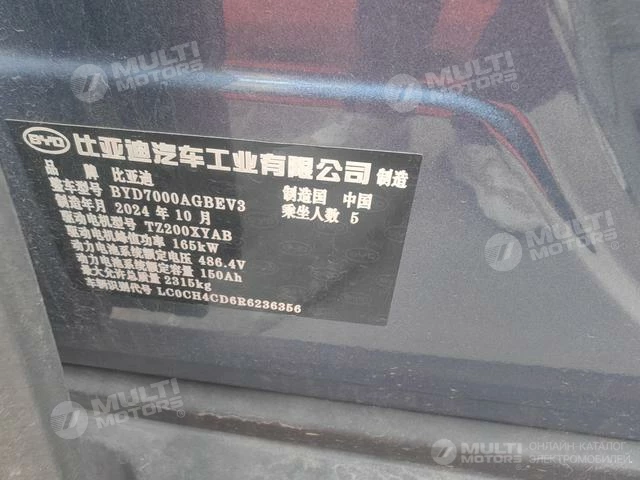 BYD 比亚迪汽车工业有限公司 制造
品 牌 比亚迪
整车型号 BYD7000AGBEV3 制造国 中国
制造年月 2024 年 10 月 乘坐人数 5
驱动电机型号 TZ200XYAB
驱动电机峰值功率 165kW
动力电池系统额定电压 486.4V
动力电池系统额定容量 150Ah
最大允许总质量 2315kg
车辆识别代号 LC0CH4CD6R6236356
MULTI MOTORS
MULTI MOTORS
MULTI MOTORS
MULTI MOTORS
MULTI MOTORS
ОНЛАЙН-КАТАЛОГ
ЭЛЕКТРОМОБИЛЕЙ